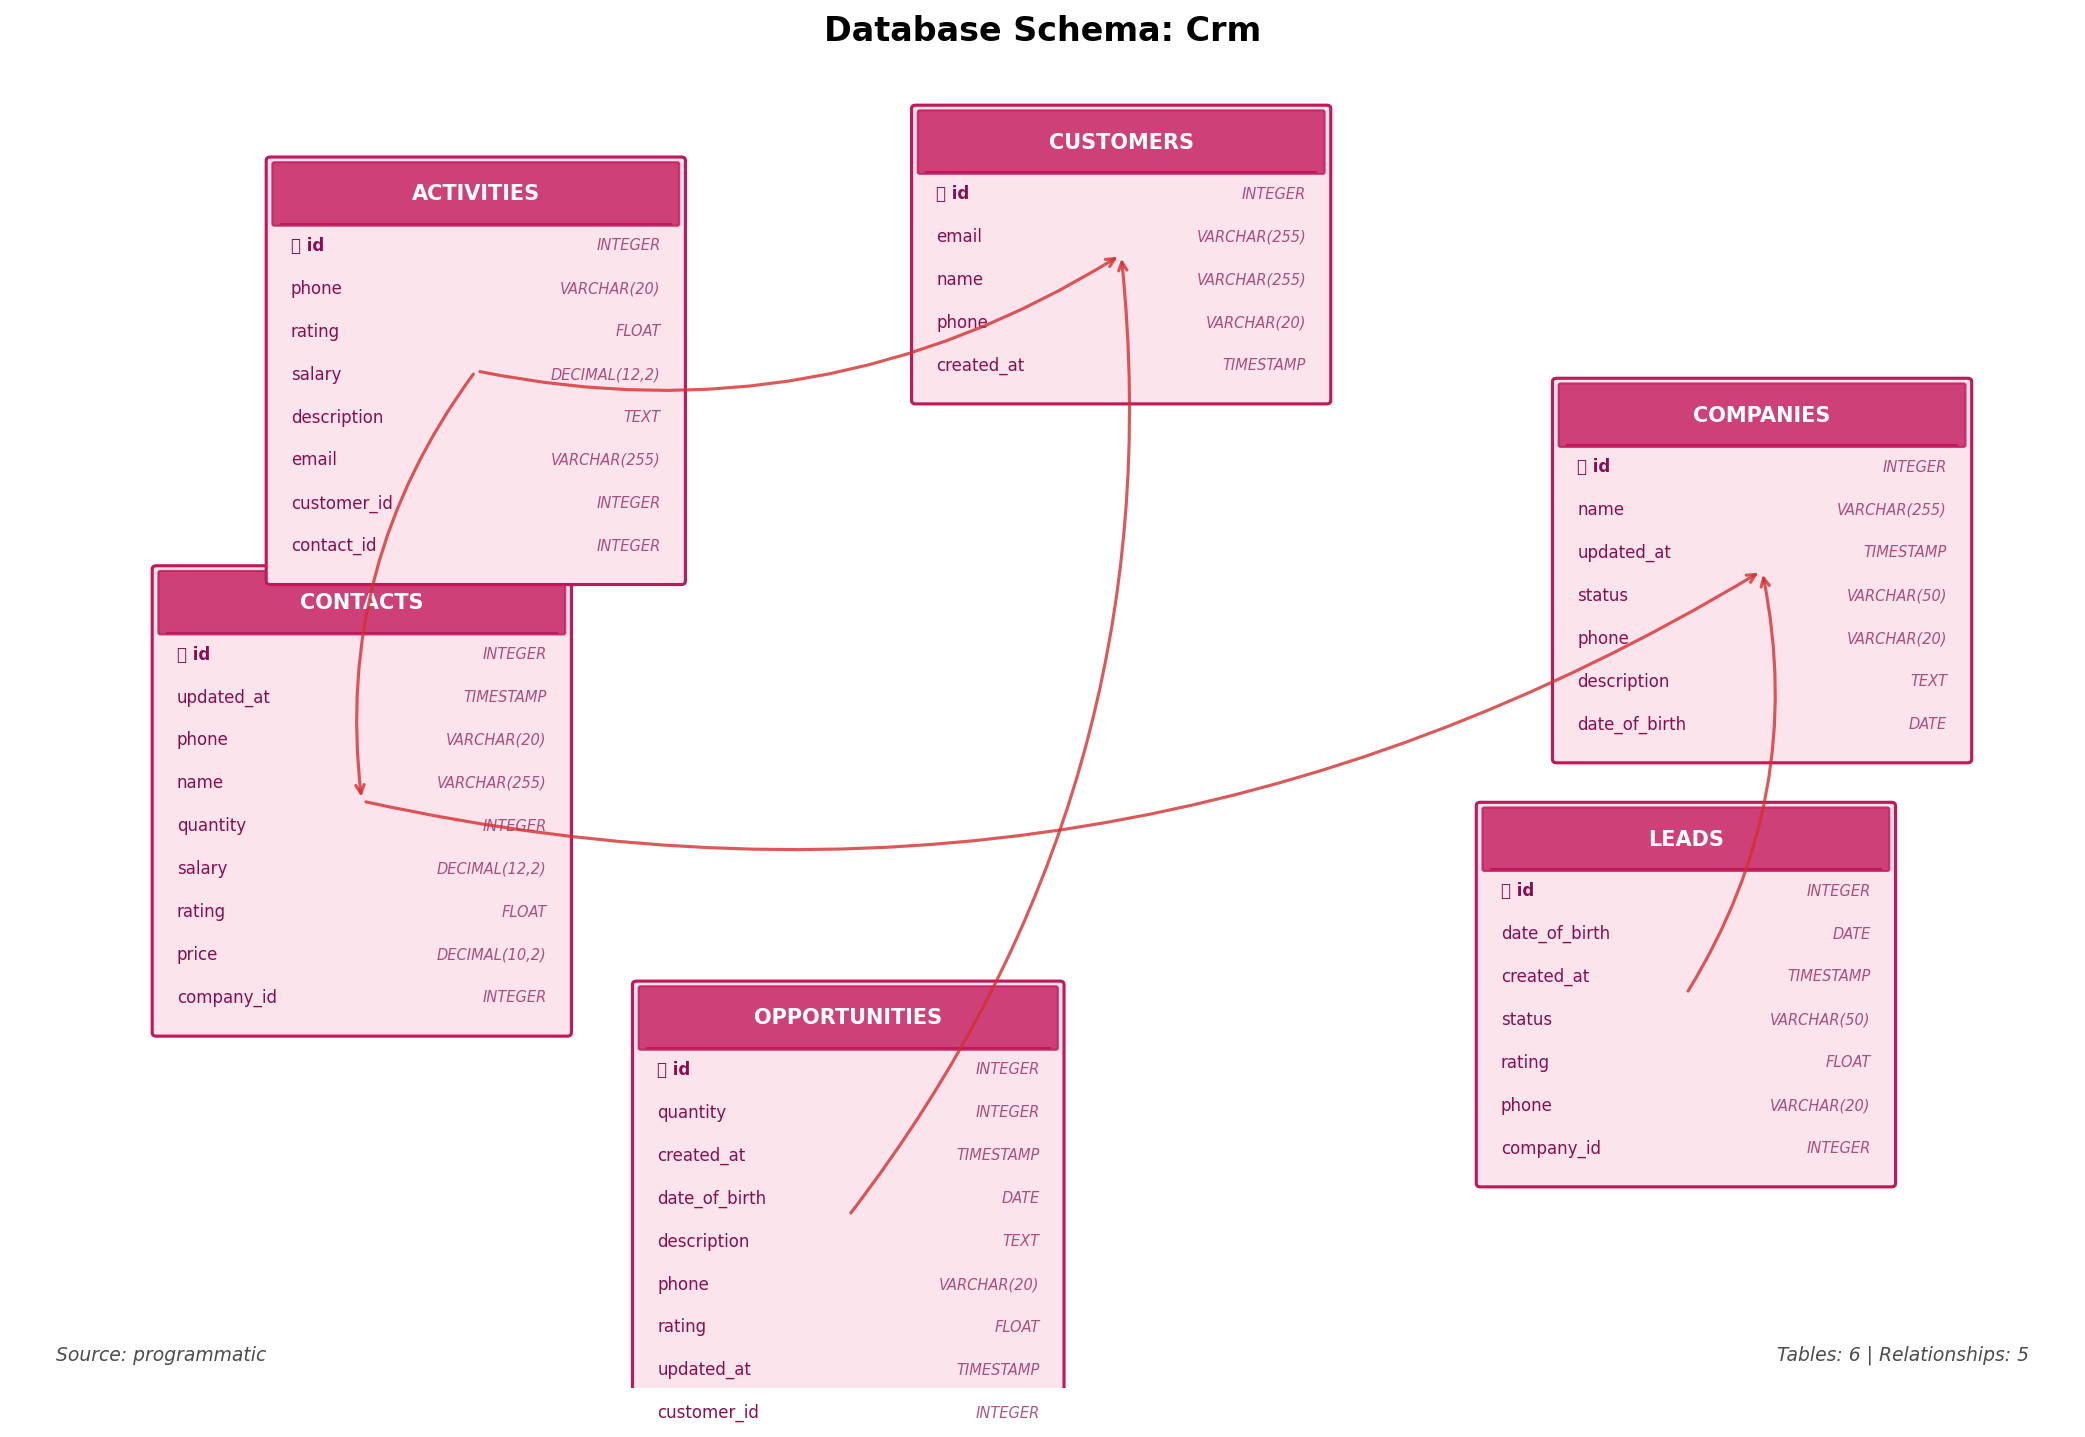 Database Schema: Crm
ACTIVITIES
id INTEGER
phone VARCHAR(20)
rating FLOAT
salary DECIMAL(12,2)
description TEXT
email VARCHAR(255)
customer_id INTEGER
contact_id INTEGER
CUSTOMERS
id INTEGER
email VARCHAR(255)
name VARCHAR(255)
phone VARCHAR(20)
created_at TIMESTAMP
COMPANIES
id INTEGER
name VARCHAR(255)
updated_at TIMESTAMP
status VARCHAR(50)
phone VARCHAR(20)
description TEXT
date_of_birth DATE
CONTACTS
id INTEGER
updated_at TIMESTAMP
phone VARCHAR(20)
name VARCHAR(255)
quantity INTEGER
salary DECIMAL(12,2)
rating FLOAT
price DECIMAL(10,2)
company_id INTEGER
LEADS
id INTEGER
date_of_birth DATE
created_at TIMESTAMP
status VARCHAR(50)
rating FLOAT
phone VARCHAR(20)
company_id INTEGER
OPPORTUNITIES
id INTEGER
quantity INTEGER
created_at TIMESTAMP
date_of_birth DATE
description TEXT
phone VARCHAR(20)
rating FLOAT
updated_at TIMESTAMP
customer_id INTEGER
Source: programmatic
Tables: 6 | Relationships: 5